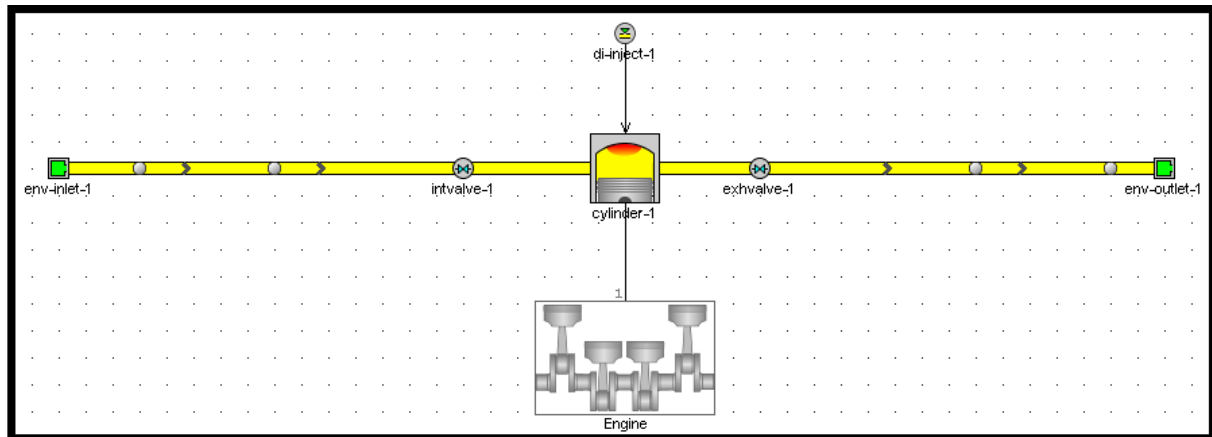 di-inject-1
env-inlet-1
intvalve-1
exhvalve-1
env-outlet-1
cylinder-1
1
Engine